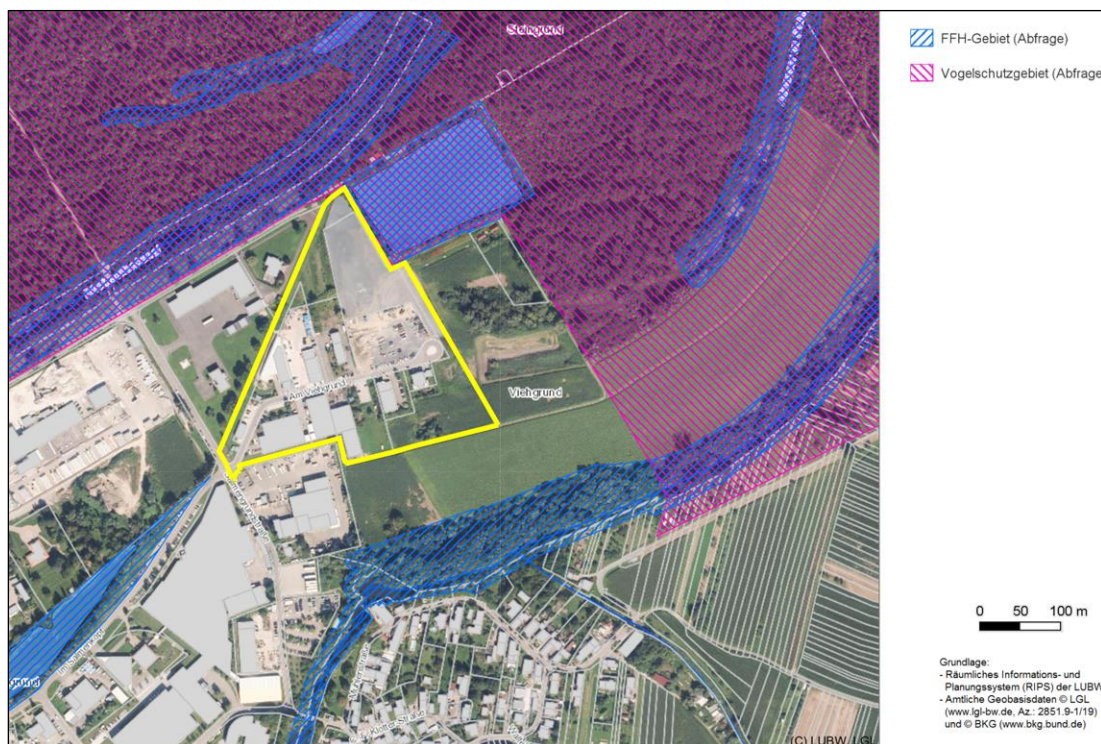 Steingrund
FFH-Gebiet (Abfrage)
Vogelschutzgebiet (Abfrage
Am Viehgrund
Viehgrund
grund
0 50 100 m
Grundlage:
- Räumliches Informations- und
Planungssystem (RIPS) der LUBW
- Amtliche Geobasisdaten © LGL
(www.lgl-bw.de, Az.: 2851.9-1/19)
und © BKG (www.bkg.bund.de)
(C) LUBW, LGL